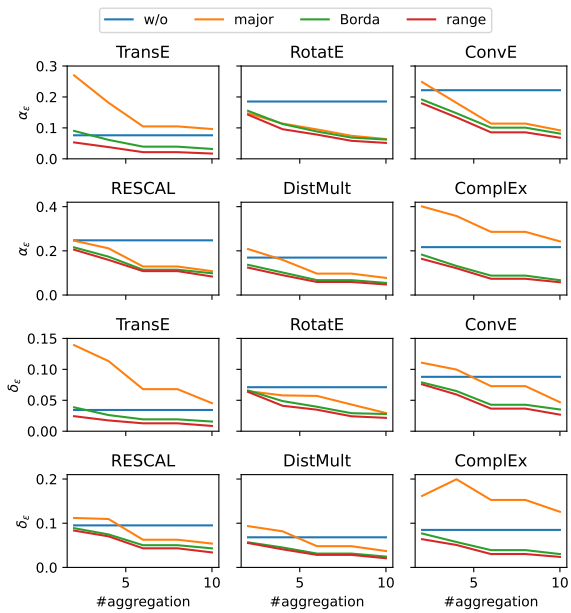 w/o major Borda range
TransE RotatE ConvE
0.3
0.2
0.1
0.0
αε
RESCAL DistMult ComplEx
0.4
0.2
0.0
αε
TransE RotatE ConvE
0.15
0.10
0.05
0.00
δε
RESCAL DistMult ComplEx
0.2
0.1
0.0
δε
5 10 5 10 5 10
#aggregation #aggregation #aggregation